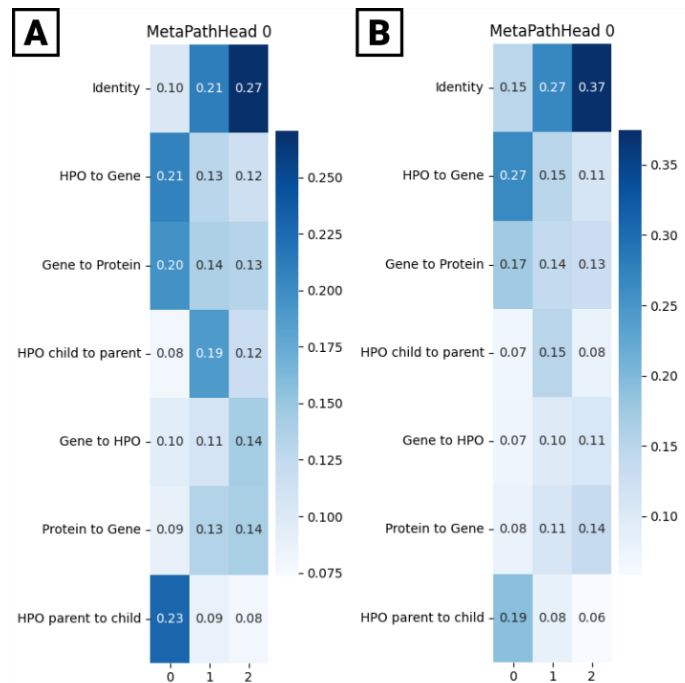 A
MetaPathHead 0
Identity
0.10 0.21 0.27
HPO to Gene
0.21 0.13 0.12
Gene to Protein
0.20 0.14 0.13
HPO child to parent
0.08 0.19 0.12
Gene to HPO
0.10 0.11 0.14
Protein to Gene
0.09 0.13 0.14
HPO parent to child
0.23 0.09 0.08
0 1 2
0.250
0.225
0.200
0.175
0.150
0.125
0.100
0.075
B
MetaPathHead 0
Identity
0.15 0.27 0.37
HPO to Gene
0.27 0.15 0.11
Gene to Protein
0.17 0.14 0.13
HPO child to parent
0.07 0.15 0.08
Gene to HPO
0.07 0.10 0.11
Protein to Gene
0.08 0.11 0.14
HPO parent to child
0.19 0.08 0.06
0 1 2
0.35
0.30
0.25
0.20
0.15
0.10